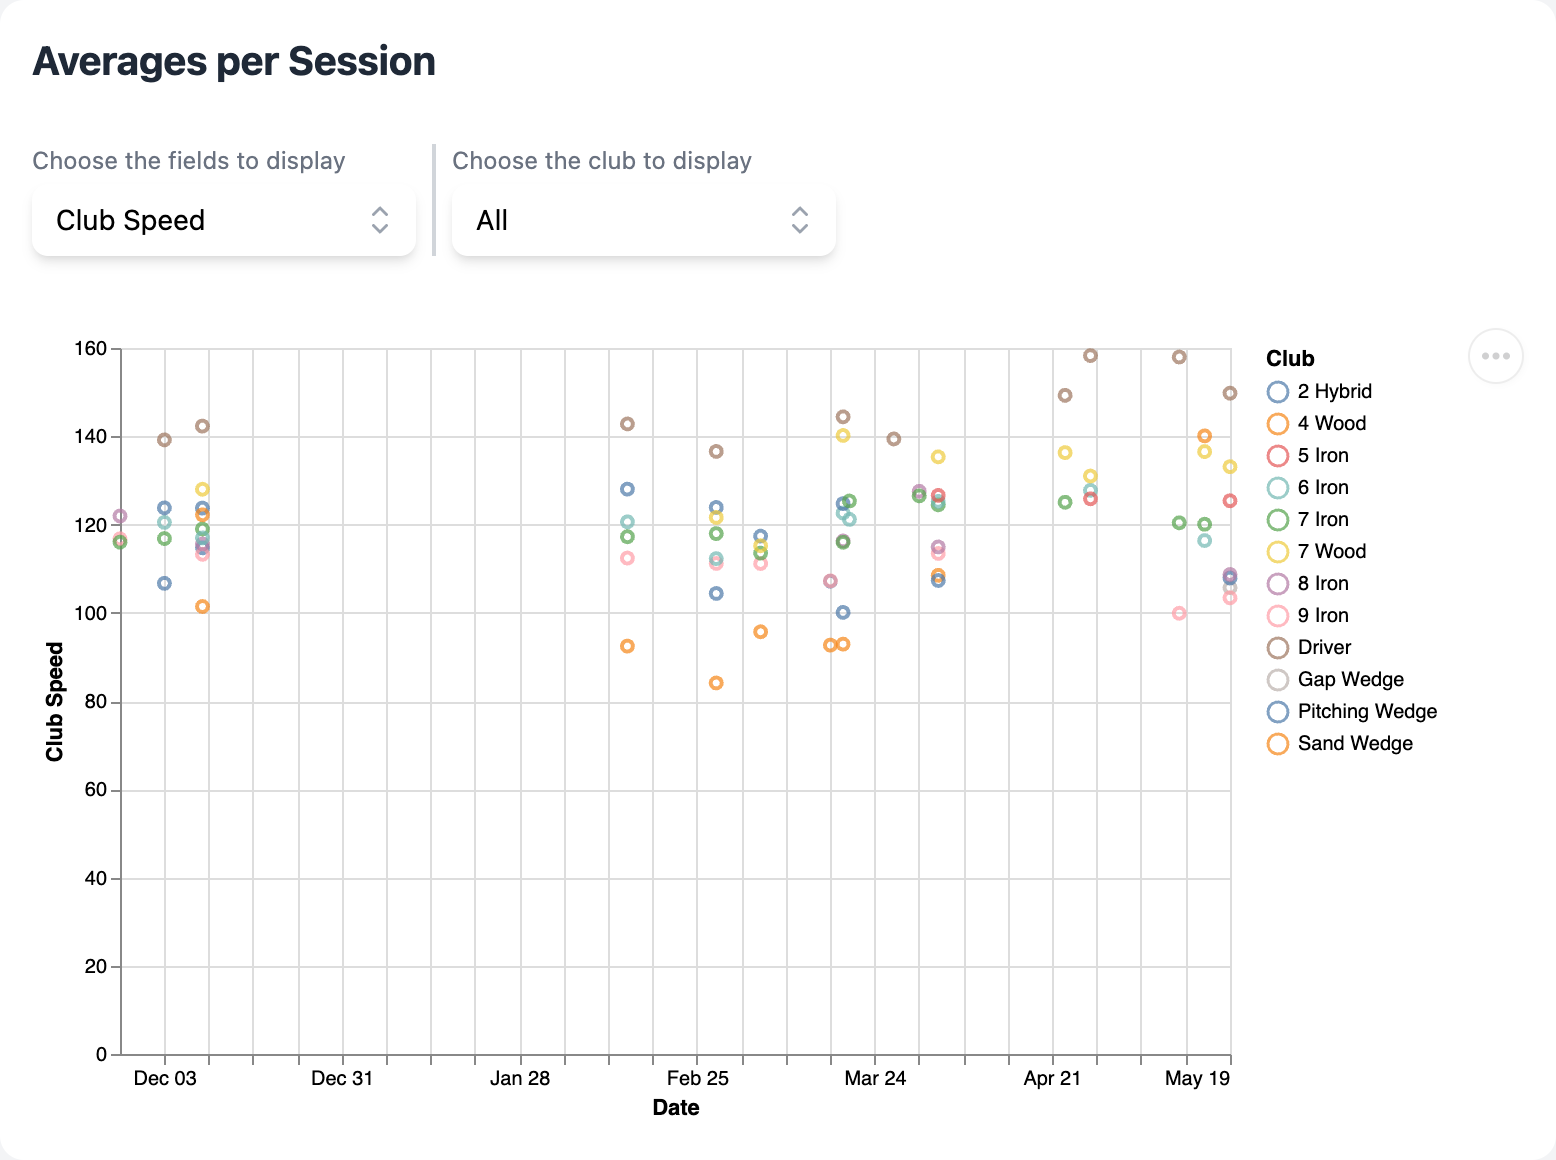 Averages per Session
Choose the fields to display
Choose the club to display
Club Speed
All
160
140
120
100
80
60
40
20
0
Club Speed
Dec 03
Dec 31
Jan 28
Feb 25
Mar 24
Apr 21
May 19
Date
Club
2 Hybrid
4 Wood
5 Iron
6 Iron
7 Iron
7 Wood
8 Iron
9 Iron
Driver
Gap Wedge
Pitching Wedge
Sand Wedge